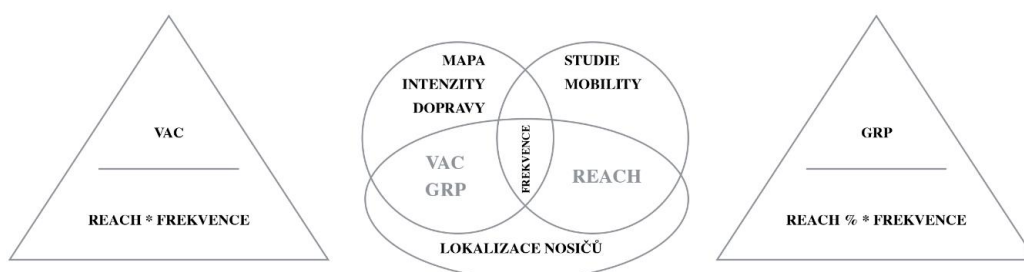 VAC
REACH * FREKVENCE
MAPA
INTENZITY
DOPRAVY
STUDIE
MOBILITY
VAC
GRP
FREKVENCE
REACH
LOKALIZACE NOSIČŮ
GRP
REACH % * FREKVENCE